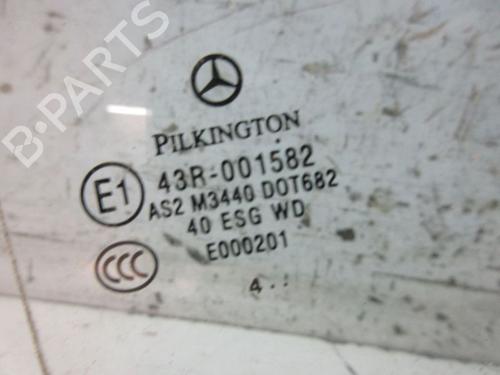 B-PARTS
PILKINGTON
E1
43R-001582
AS2 M3440 DOT682
40 ESG WD
E000201
CCC
4..